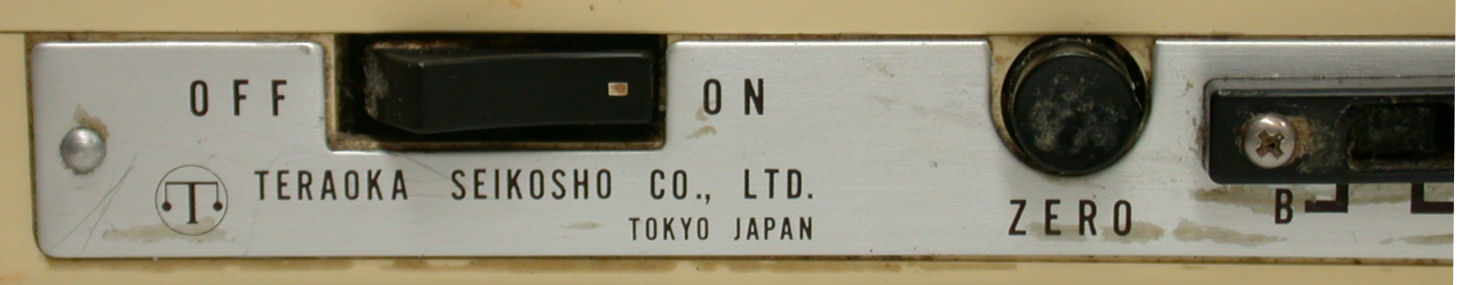 OFF ON
TERAOKA SEIKOSHO CO., LTD.
TOKYO JAPAN
ZERO
B